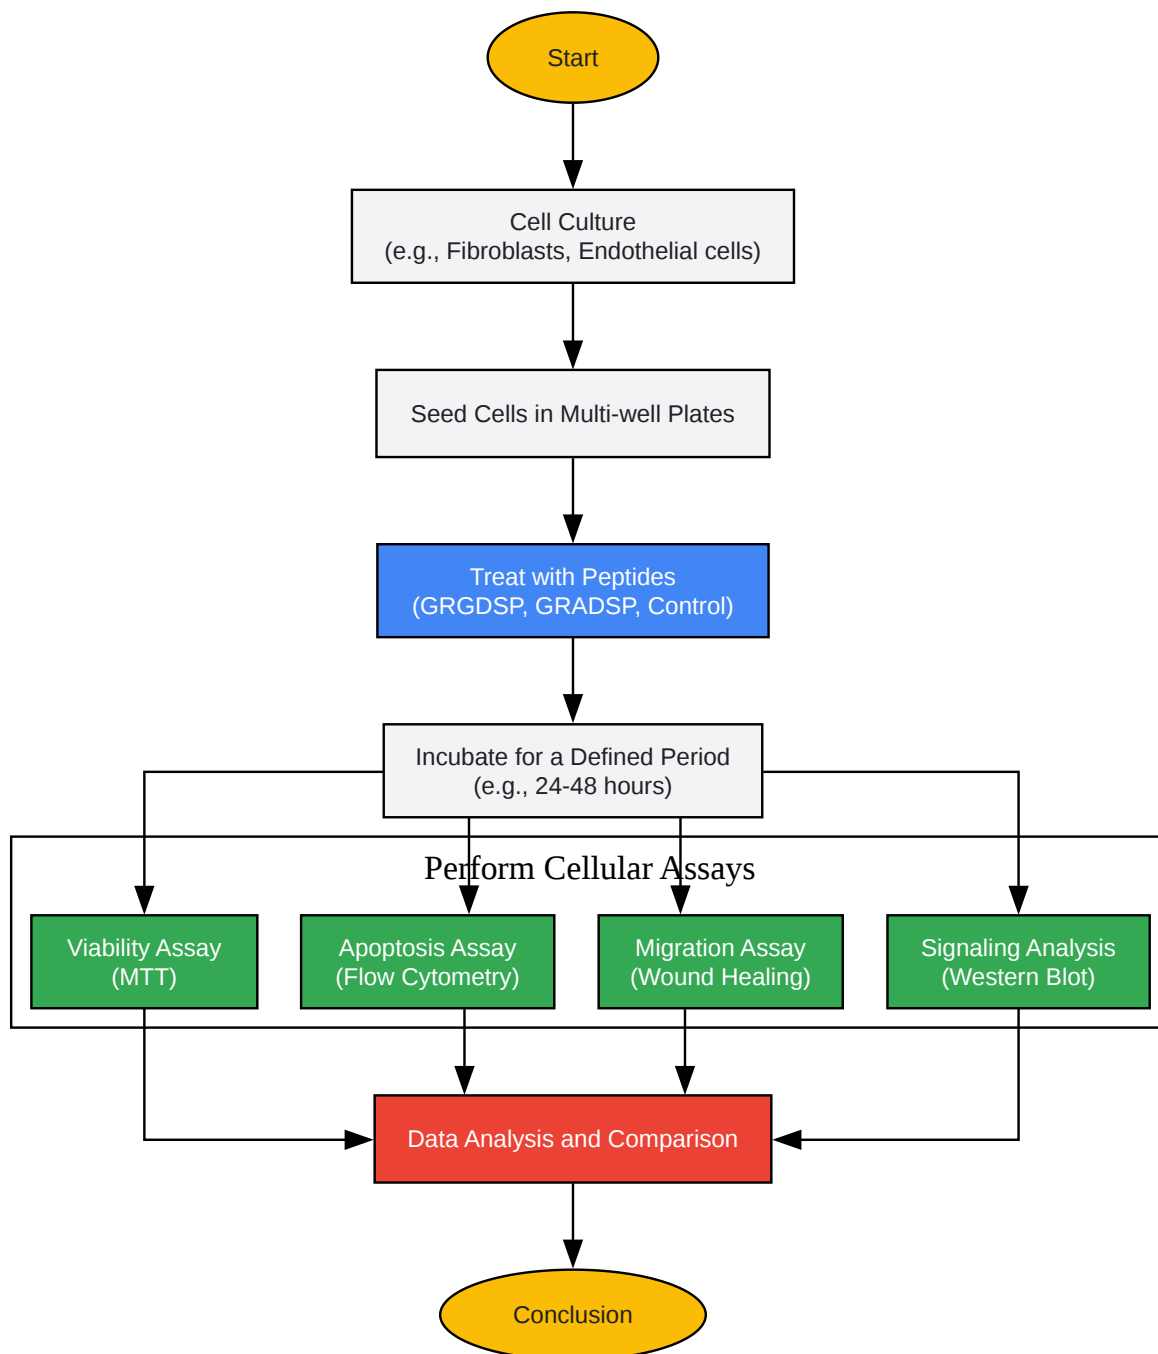 Start
Cell Culture
(e.g., Fibroblasts, Endothelial cells)
Seed Cells in Multi-well Plates
Treat with Peptides
(GRGDSP, GRADSP, Control)
Incubate for a Defined Period
(e.g., 24-48 hours)
Perform Cellular Assays
Viability Assay
(MTT)
Apoptosis Assay
(Flow Cytometry)
Migration Assay
(Wound Healing)
Signaling Analysis
(Western Blot)
Data Analysis and Comparison
Conclusion